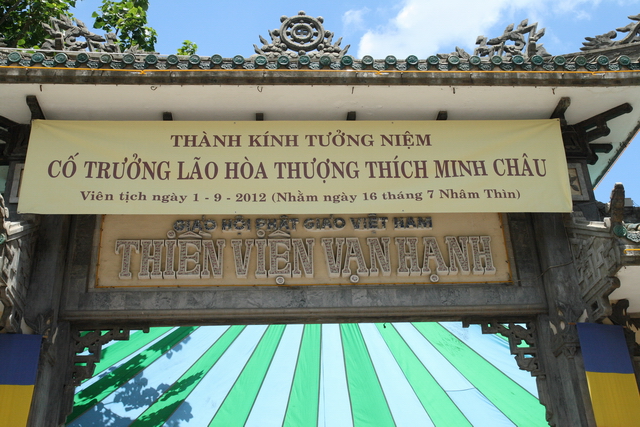 THÀNH KÍNH TƯỞNG NIỆM
CỐ TRƯỞNG LÃO HÒA THƯỢNG THÍCH MINH CHÂU
Viên tịch ngày 1 - 9 - 2012 (Nhằm ngày 16 tháng 7 Nhâm Thìn)
GIÁO HỘI PHẬT GIÁO VIỆT NAM
THIỀN VIỆN VẠN HẠNH